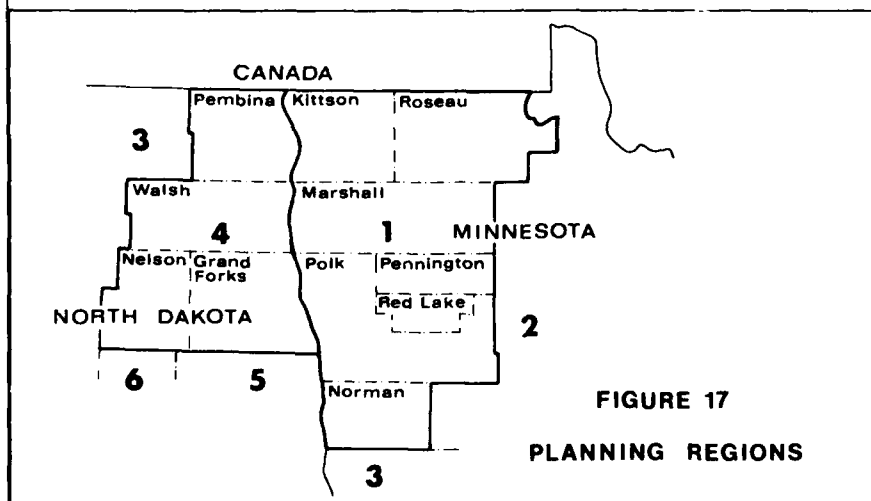 CANADA
Pembina Kittson Roseau
3
Walsh Marshall
4 1 MINNESOTA
Nelson Grand Forks Polk Pennington
Red Lake
NORTH DAKOTA
2
6 5
Norman
FIGURE 17
PLANNING REGIONS
3